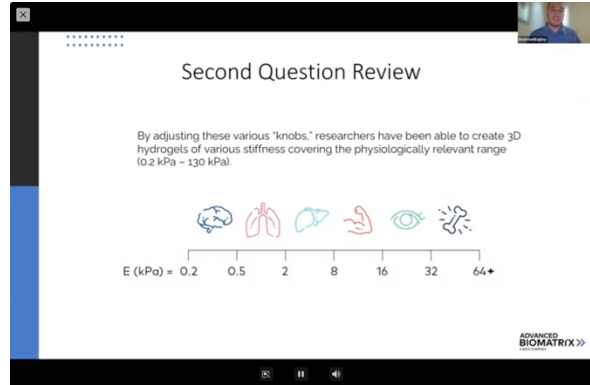 Second Question Review
By adjusting these various "knobs," researchers have been able to create 3D
hydrogels of various stiffness covering the physiologically relevant range
(0.2 kPa – 130 kPa).
E (kPa) = 0.2 0.5 2 8 16 32 64+
ADVANCED
BIOMATRIX